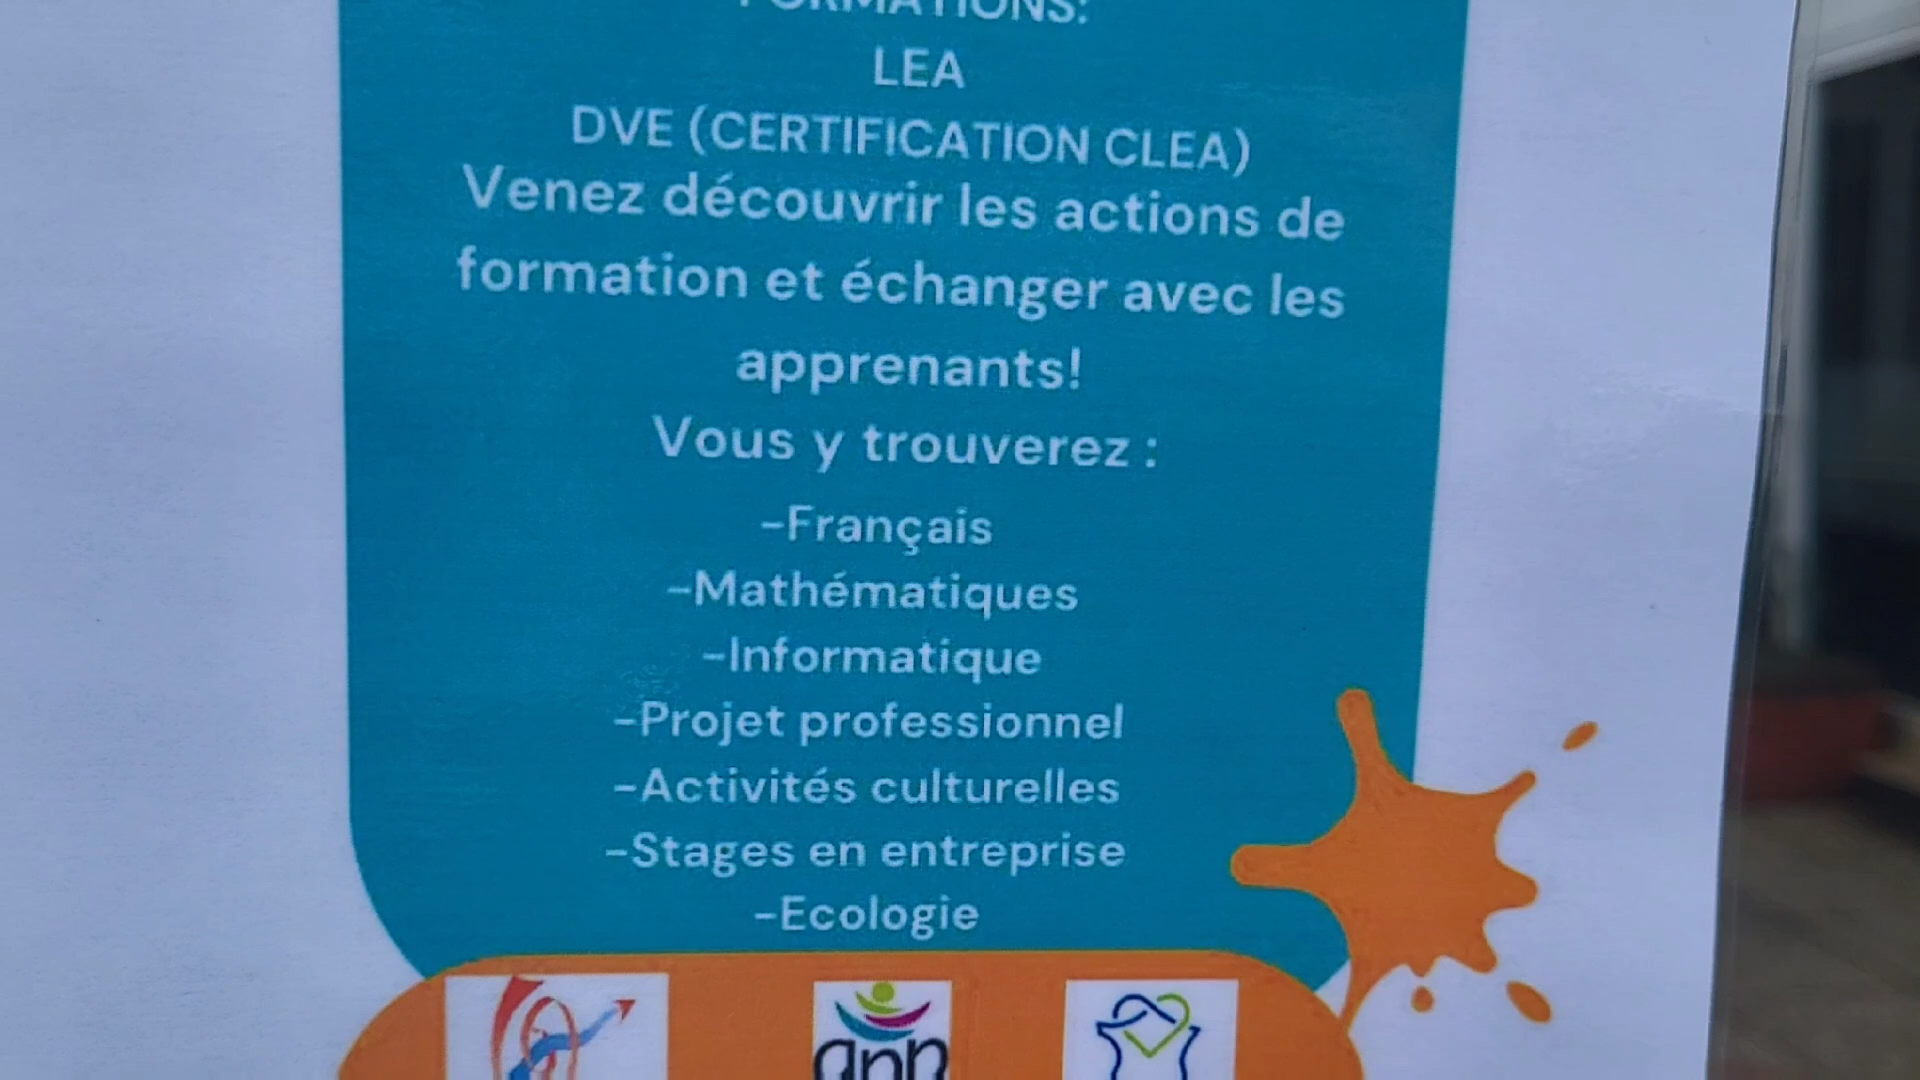 FORMATIONS:
LEA
DVE (CERTIFICATION CLEA)
Venez découvrir les actions de
formation et échanger avec les
apprenants!
Vous y trouverez :
-Français
-Mathématiques
-Informatique
-Projet professionnel
-Activités culturelles
-Stages en entreprise
-Ecologie